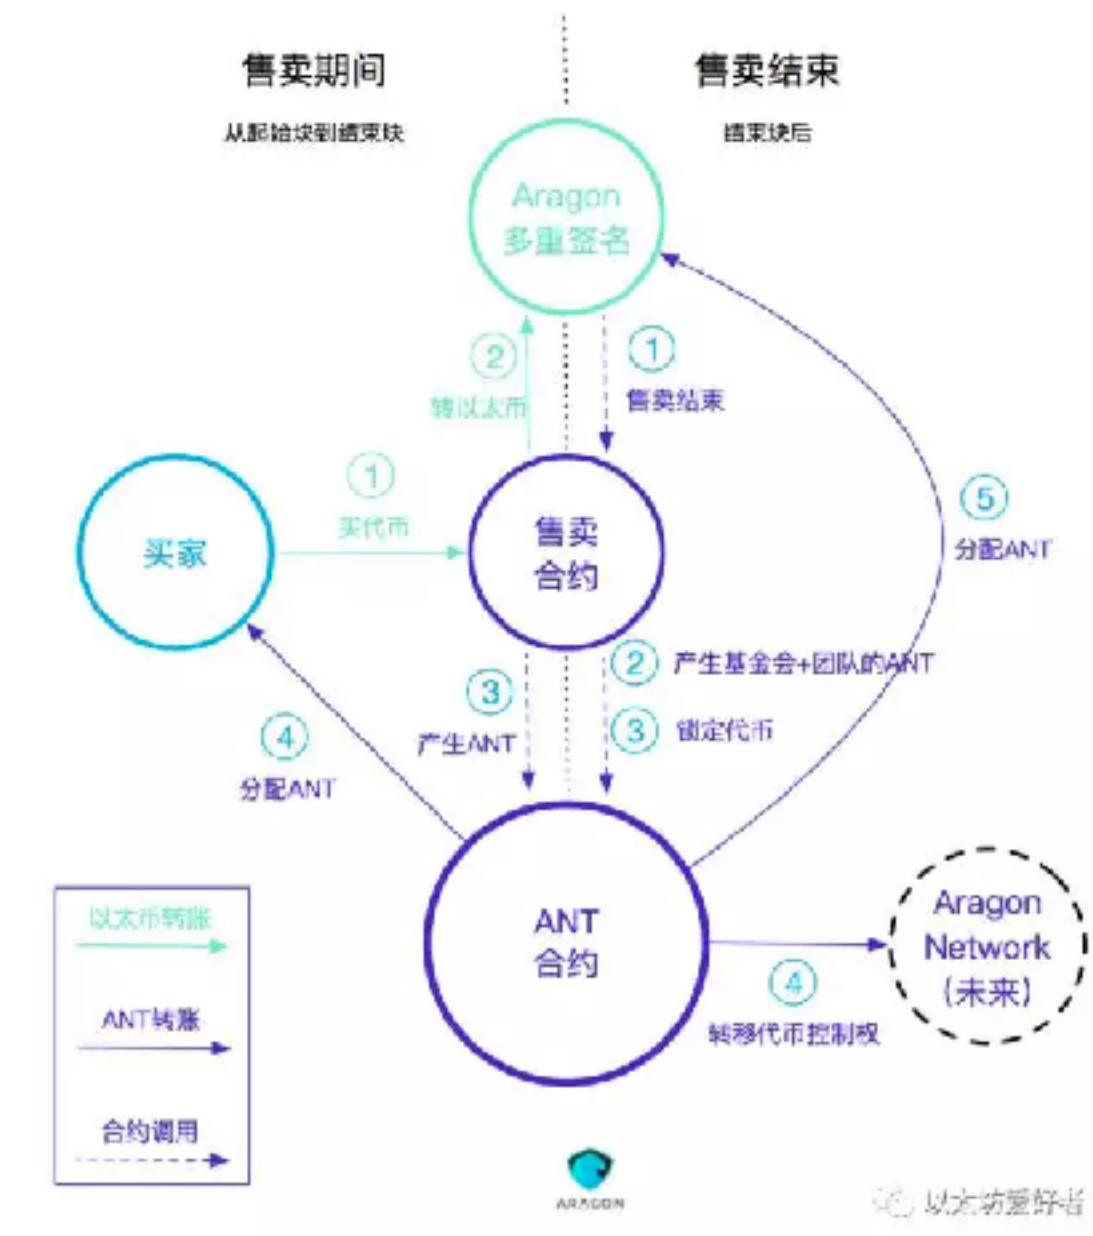 售卖期间
售卖结束
从起始块到结束块
结束块后
Aragon
多重签名
②
转以太币
①
售卖结束
①
买代币
买家
售卖
合约
⑤
分配ANT
② 产生基金会+团队的ANT
③
产生ANT
③ 锁定代币
④
分配ANT
ANT
合约
Aragon
Network
(未来)
④
转移代币控制权
以太币转账
ANT转账
合约调用
ARAGON
以太坊爱好者